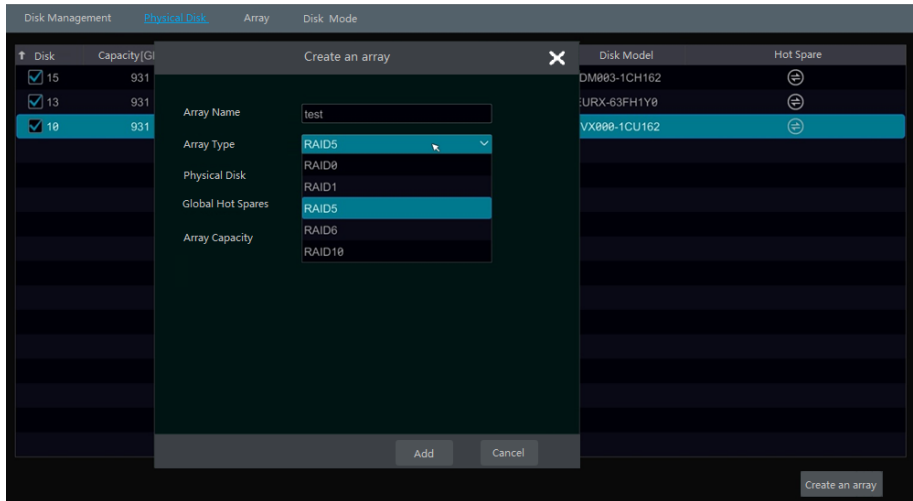 Disk Management Physical Disk Array Disk Mode
Disk Capacity[G Create an array Disk Model Hot Spare
15 931 DM003-1CH162
13 931 URX-63FH1Y0
10 931 VX000-1CU162
Array Name test
Array Type RAID5
RAID0
Physical Disk
RAID1
Global Hot Spares RAID5
RAID6
Array Capacity
RAID10
Add Cancel
Create an array